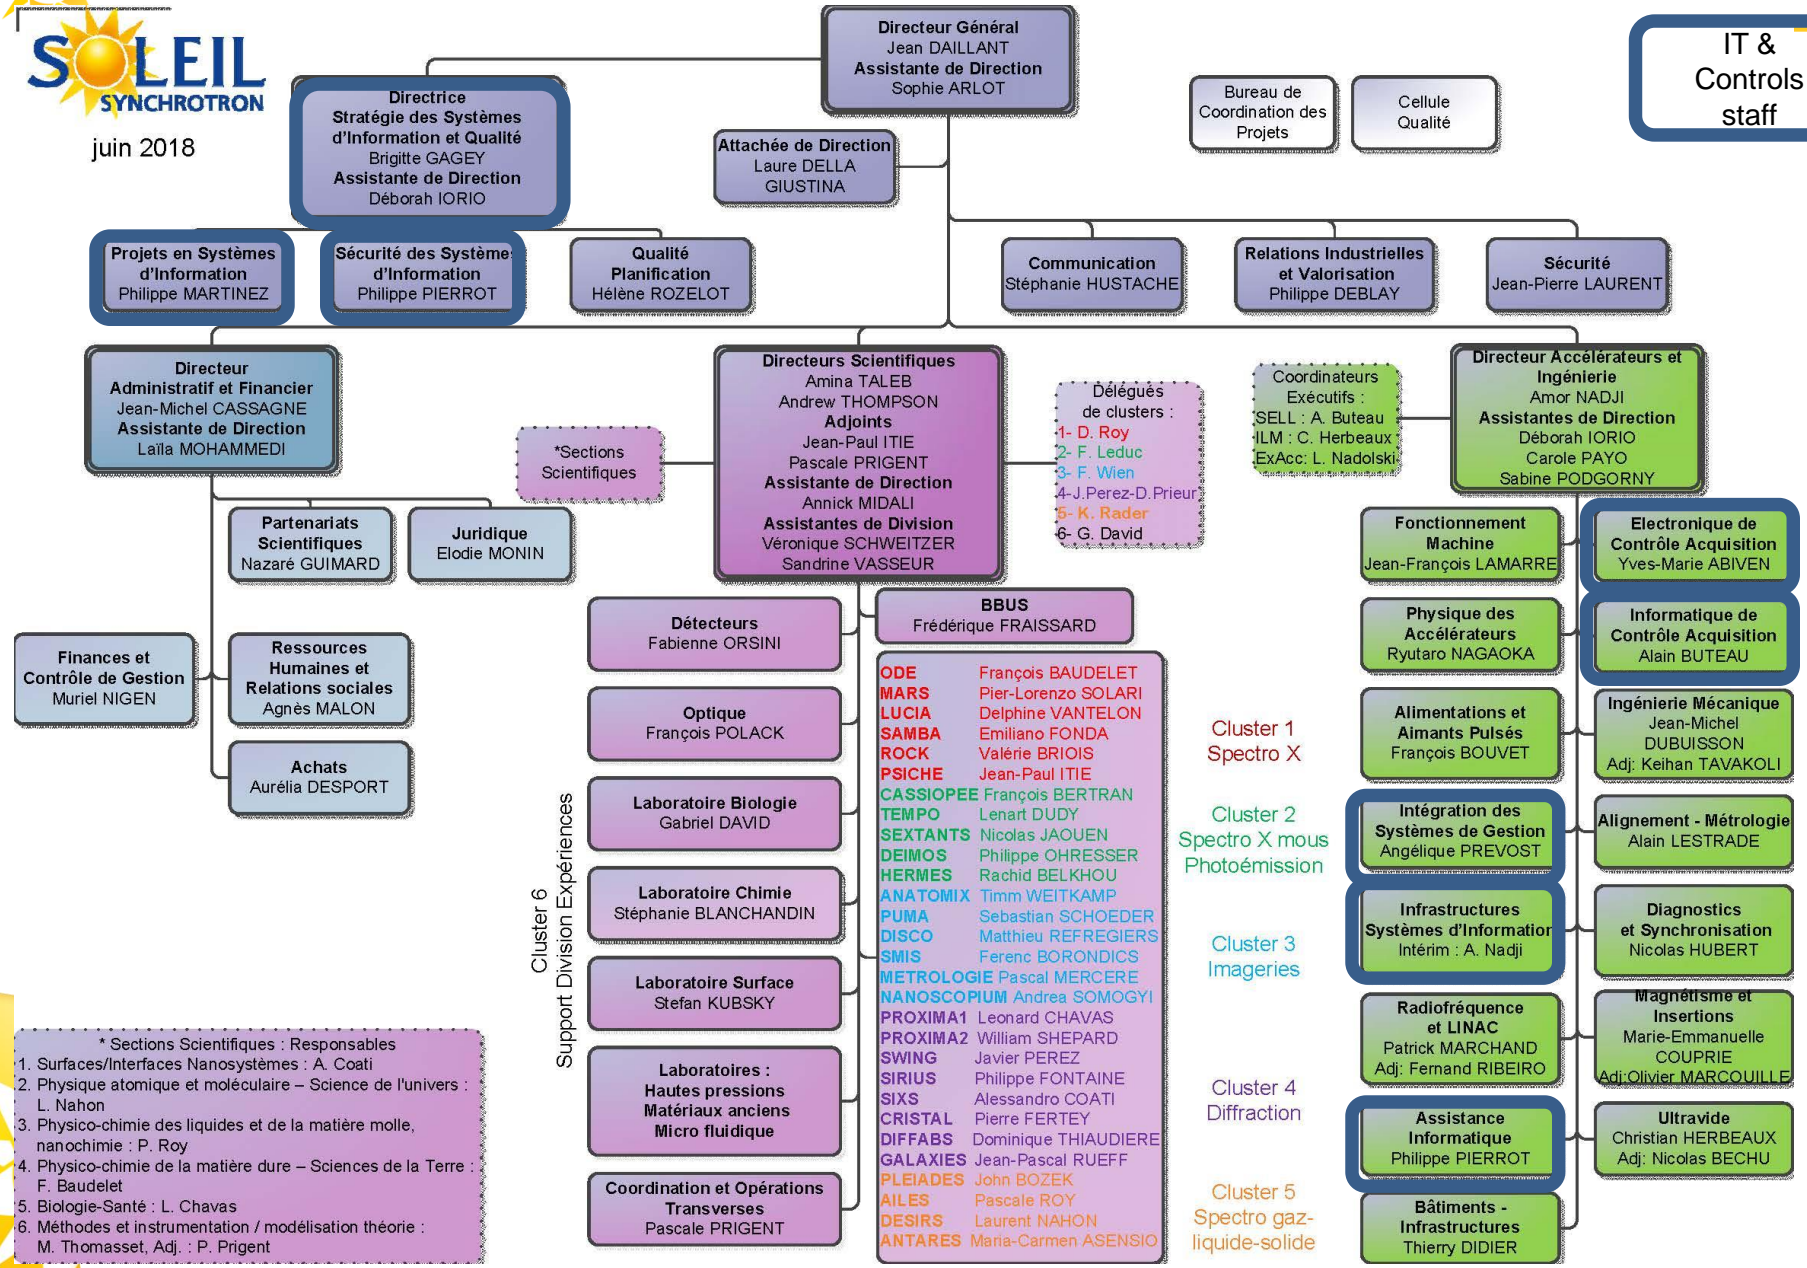 SOLEIL
SYNCHROTRON
juin 2018
Directeur Général
Jean DAILLANT
Assistante de Direction
Sophie ARLOT
IT &
Controls
staff
Directrice
Stratégie des Systèmes
d'Information et Qualité
Brigitte GAGEY
Assistante de Direction
Déborah IORIO
Attachée de Direction
Laure DELLA
GIUSTINA
Bureau de
Coordination des
Projets
Cellule
Qualité
Projets en Systèmes
d'Information
Philippe MARTINEZ
Sécurité des Système
d'Information
Philippe PIERROT
Qualité
Planification
Hélène ROZELOT
Communication
Stéphanie HUSTACHE
Relations Industrielles
et Valorisation
Philippe DEBLAY
Sécurité
Jean-Pierre LAURENT
Directeur
Administratif et Financier
Jean-Michel CASSAGNE
Assistante de Direction
Laïla MOHAMMEDI
*Sections
Scientifiques
Directeurs Scientifiques
Amina TALEB
Andrew THOMPSON
Adjoints
Jean-Paul ITIE
Pascale PRIGENT
Assistante de Direction
Annick MIDALI
Assistantes de Division
Véronique SCHWEITZER
Sandrine VASSEUR
Délégués
de clusters :
1- D. Roy
2- F. Leduc
3- F. Wien
4-J.Perez-D.Prieur
5- K. Rader
6- G. David
Coordinateurs
Exécutifs :
SELL : A. Buteau
ILM : C. Herbeaux
ExAcc: L. Nadolski
Directeur Accélérateurs et
Ingénierie
Amor NADJI
Assistantes de Direction
Déborah IORIO
Carole PAYO
Sabine PODGORNY
Partenariats
Scientifiques
Nazaré GUIMARD
Juridique
Elodie MONIN
Finances et
Contrôle de Gestion
Muriel NIGEN
Ressources
Humaines et
Relations sociales
Agnès MALON
Achats
Aurélia DESPORT
Cluster 6
Support Division Expériences
Détecteurs
Fabienne ORSINI
Optique
François POLACK
Laboratoire Biologie
Gabriel DAVID
Laboratoire Chimie
Stéphanie BLANCHANDIN
Laboratoire Surface
Stefan KUBSKY
Laboratoires :
Hautes pressions
Matériaux anciens
Micro fluidique
Coordination et Opérations
Transverses
Pascale PRIGENT
BBUS
Frédérique FRAISSARD
ODE François BAUDELET
MARS Pier-Lorenzo SOLARI
LUCIA Delphine VANTELON
SAMBA Emiliano FONDA
ROCK Valérie BRIOIS
PSICHE Jean-Paul ITIE
CASSIOPEE François BERTRAN
TEMPO Lenart DUDY
SEXTANTS Nicolas JAOUEN
DEIMOS Philippe OHRESSER
HERMES Rachid BELKHOU
ANATOMIX Timm WEITKAMP
PUMA Sebastian SCHOEDER
DISCO Matthieu REFREGIERS
SMIS Ferenc BORONDICS
METROLOGIE Pascal MERCERE
NANOSCOPIUM Andrea SOMOGYI
PROXIMA1 Leonard CHAVAS
PROXIMA2 William SHEPARD
SWING Javier PEREZ
SIRIUS Philippe FONTAINE
SIXS Alessandro COATI
CRISTAL Pierre FERTEY
DIFFABS Dominique THIAUDIERE
GALAXIES Jean-Pascal RUEFF
PLEIADES John BOZEK
AILES Pascale ROY
DESIRS Laurent NAHON
ANTARES Maria-Carmen ASENSIO
Cluster 1
Spectro X
Cluster 2
Spectro X mous
Photoémission
Cluster 3
Imageries
Cluster 4
Diffraction
Cluster 5
Spectro gaz-
liquide-solide
Fonctionnement
Machine
Jean-François LAMARRE
Electronique de
Contrôle Acquisition
Yves-Marie ABIVEN
Physique des
Accélérateurs
Ryutaro NAGAOKA
Informatique de
Contrôle Acquisition
Alain BUTEAU
Alimentations et
Aimants Pulsés
François BOUVET
Ingénierie Mécanique
Jean-Michel
DUBUISSON
Adj: Keihan TAVAKOLI
Intégration des
Systèmes de Gestion
Angélique PREVOST
Alignement - Métrologie
Alain LESTRADE
Infrastructures
Systèmes d'Information
Intérim : A. Nadji
Diagnostics
et Synchronisation
Nicolas HUBERT
Radiofréquence
et LINAC
Patrick MARCHAND
Adj: Fernand RIBEIRO
Magnétisme et
Insertions
Marie-Emmanuelle
COUPRIE
Adj:Olivier MARCOUILLE
Assistance
Informatique
Philippe PIERROT
Ultravide
Christian HERBEAUX
Adj: Nicolas BECHU
Bâtiments -
Infrastructures
Thierry DIDIER
* Sections Scientifiques : Responsables
1. Surfaces/Interfaces Nanosystèmes : A. Coati
2. Physique atomique et moléculaire – Science de l'univers :
L. Nahon
3. Physico-chimie des liquides et de la matière molle,
nanochimie : P. Roy
4. Physico-chimie de la matière dure – Sciences de la Terre :
F. Baudelet
5. Biologie-Santé : L. Chavas
6. Méthodes et instrumentation / modélisation théorie :
M. Thomasset, Adj. : P. Prigent